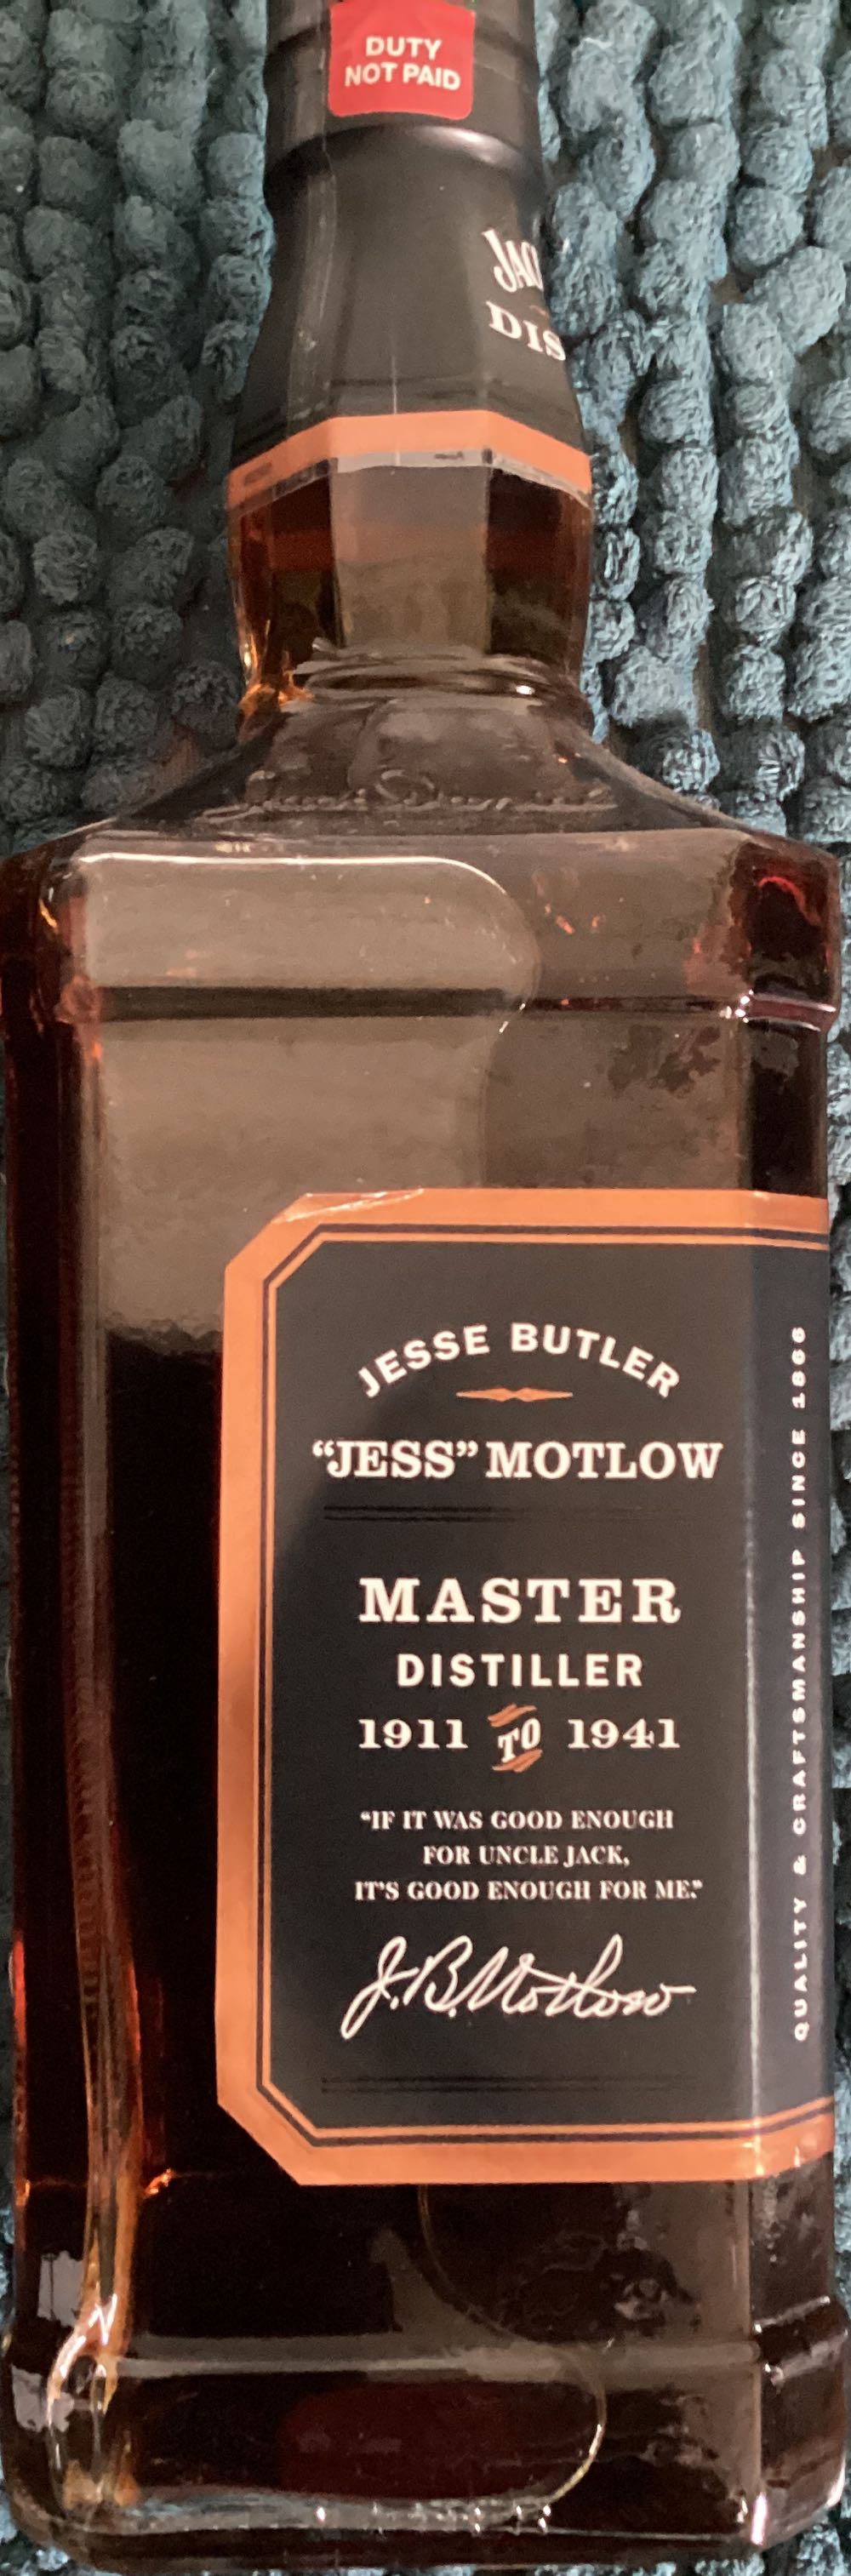 DUTY
NOT PAID
JESSE BUTLER
“JESS” MOTLOW
MASTER
DISTILLER
1911 TO 1941
“IF IT WAS GOOD ENOUGH
FOR UNCLE JACK,
IT'S GOOD ENOUGH FOR ME.”
J.B. Motlow
QUALITY & CRAFTSMANSHIP SINCE 1866